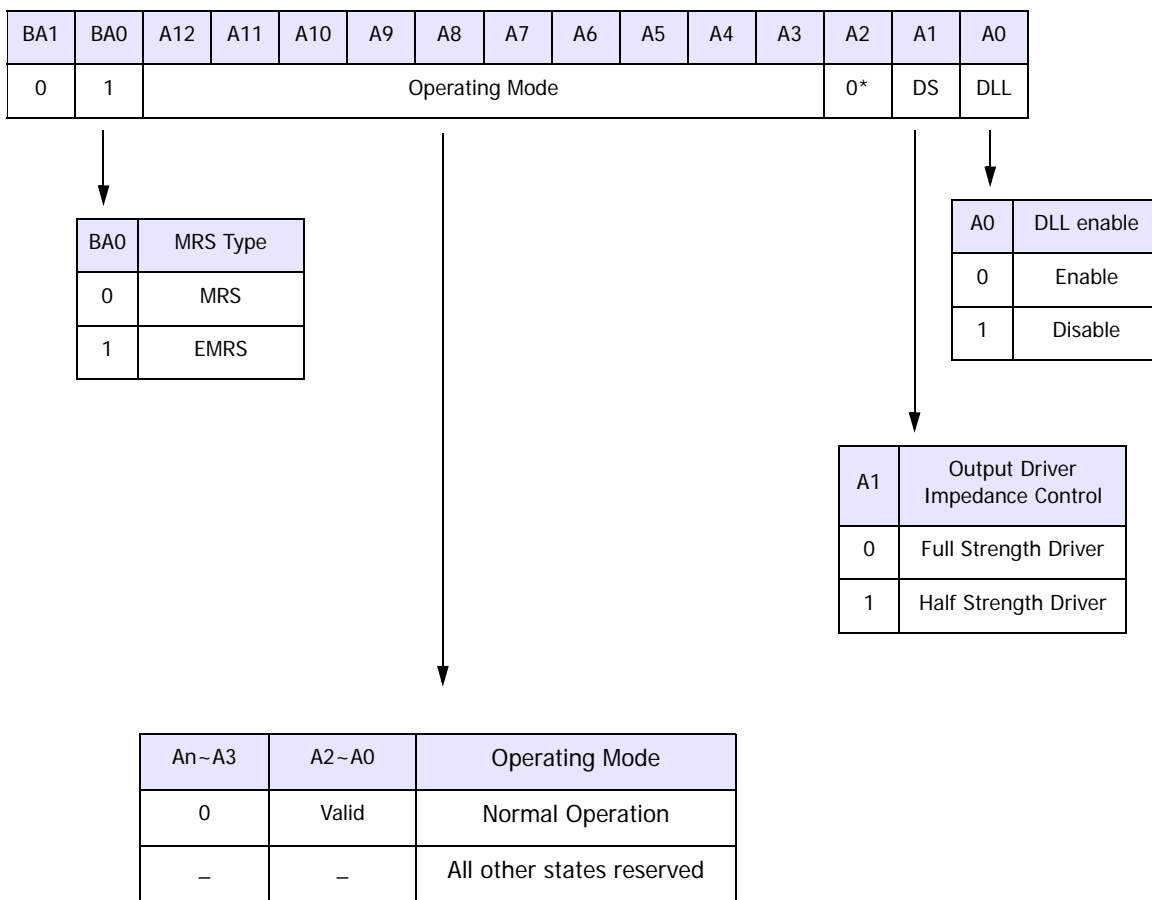 BA1 BA0 A12 A11 A10 A9 A8 A7 A6 A5 A4 A3 A2 A1 A0
0 1 Operating Mode 0* DS DLL
BA0 MRS Type
0 MRS
1 EMRS
A0 DLL enable
0 Enable
1 Disable
A1 Output Driver
Impedance Control
0 Full Strength Driver
1 Half Strength Driver
An~A3 A2~A0 Operating Mode
0 Valid Normal Operation
_ _ All other states reserved